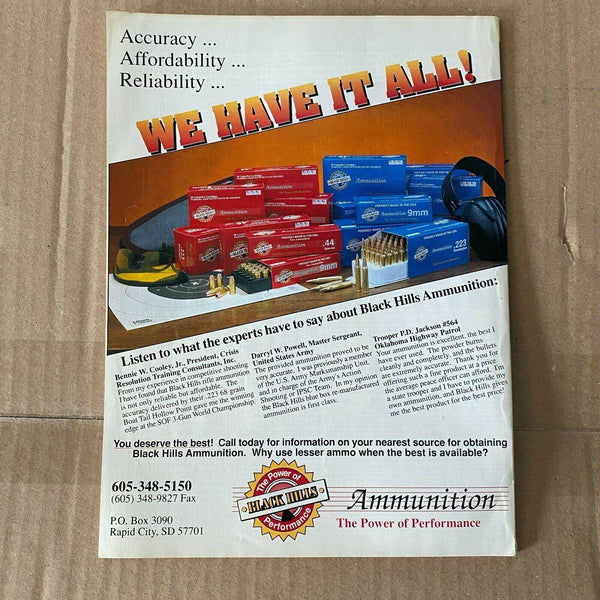 Accuracy ...
Affordability ...
Reliability ...
WE HAVE IT ALL!
Ammunition
BLACK HILLS
Ammunition
9mm
.44
Ammunition
9mm
.223
Listen to what the experts have to say about Black Hills Ammunition:
Bennie W. Cooley, Jr., President, Crisis
Resolution Training Consultants, Inc.
From my experience in competitive shooting
I have found that Black Hills Ammunition
is not only reliable but affordable. The
accuracy delivered by their .223 68 grain
Boat Tail Hollow Point gave me the winning
edge at the SOF 3-Gun World Championship.
Darryl W. Powell, Master Sergeant,
United States Army
The provided ammunition proved to be
very accurate. I was previously a member
of the U.S. Army Marksmanship Unit.
and in charge of the Army's Action
Shooting or IPSC Team. In my opinion
the Black Hills blue box re-manufactured
ammunition is first class.
Trooper P.D. Jackson #564
Oklahoma Highway Patrol
Your ammunition is excellent, the best I
have ever used. The powder burns
cleanly and completely, and the bullets
are extremely accurate. Thank you for
offering such a fine product at a price
the average peace officer can afford. I'm
a state trooper and I have to provide my
own ammunition, and Black Hills gives
me the best product for the best price!
You deserve the best! Call today for information on your nearest source for obtaining
Black Hills Ammunition. Why use lesser ammo when the best is available?
605-348-5150
(605) 348-9827 Fax
P.O. Box 3090
Rapid City, SD 57701
The Power of
BLACK HILLS
Performance
Ammunition
The Power of Performance